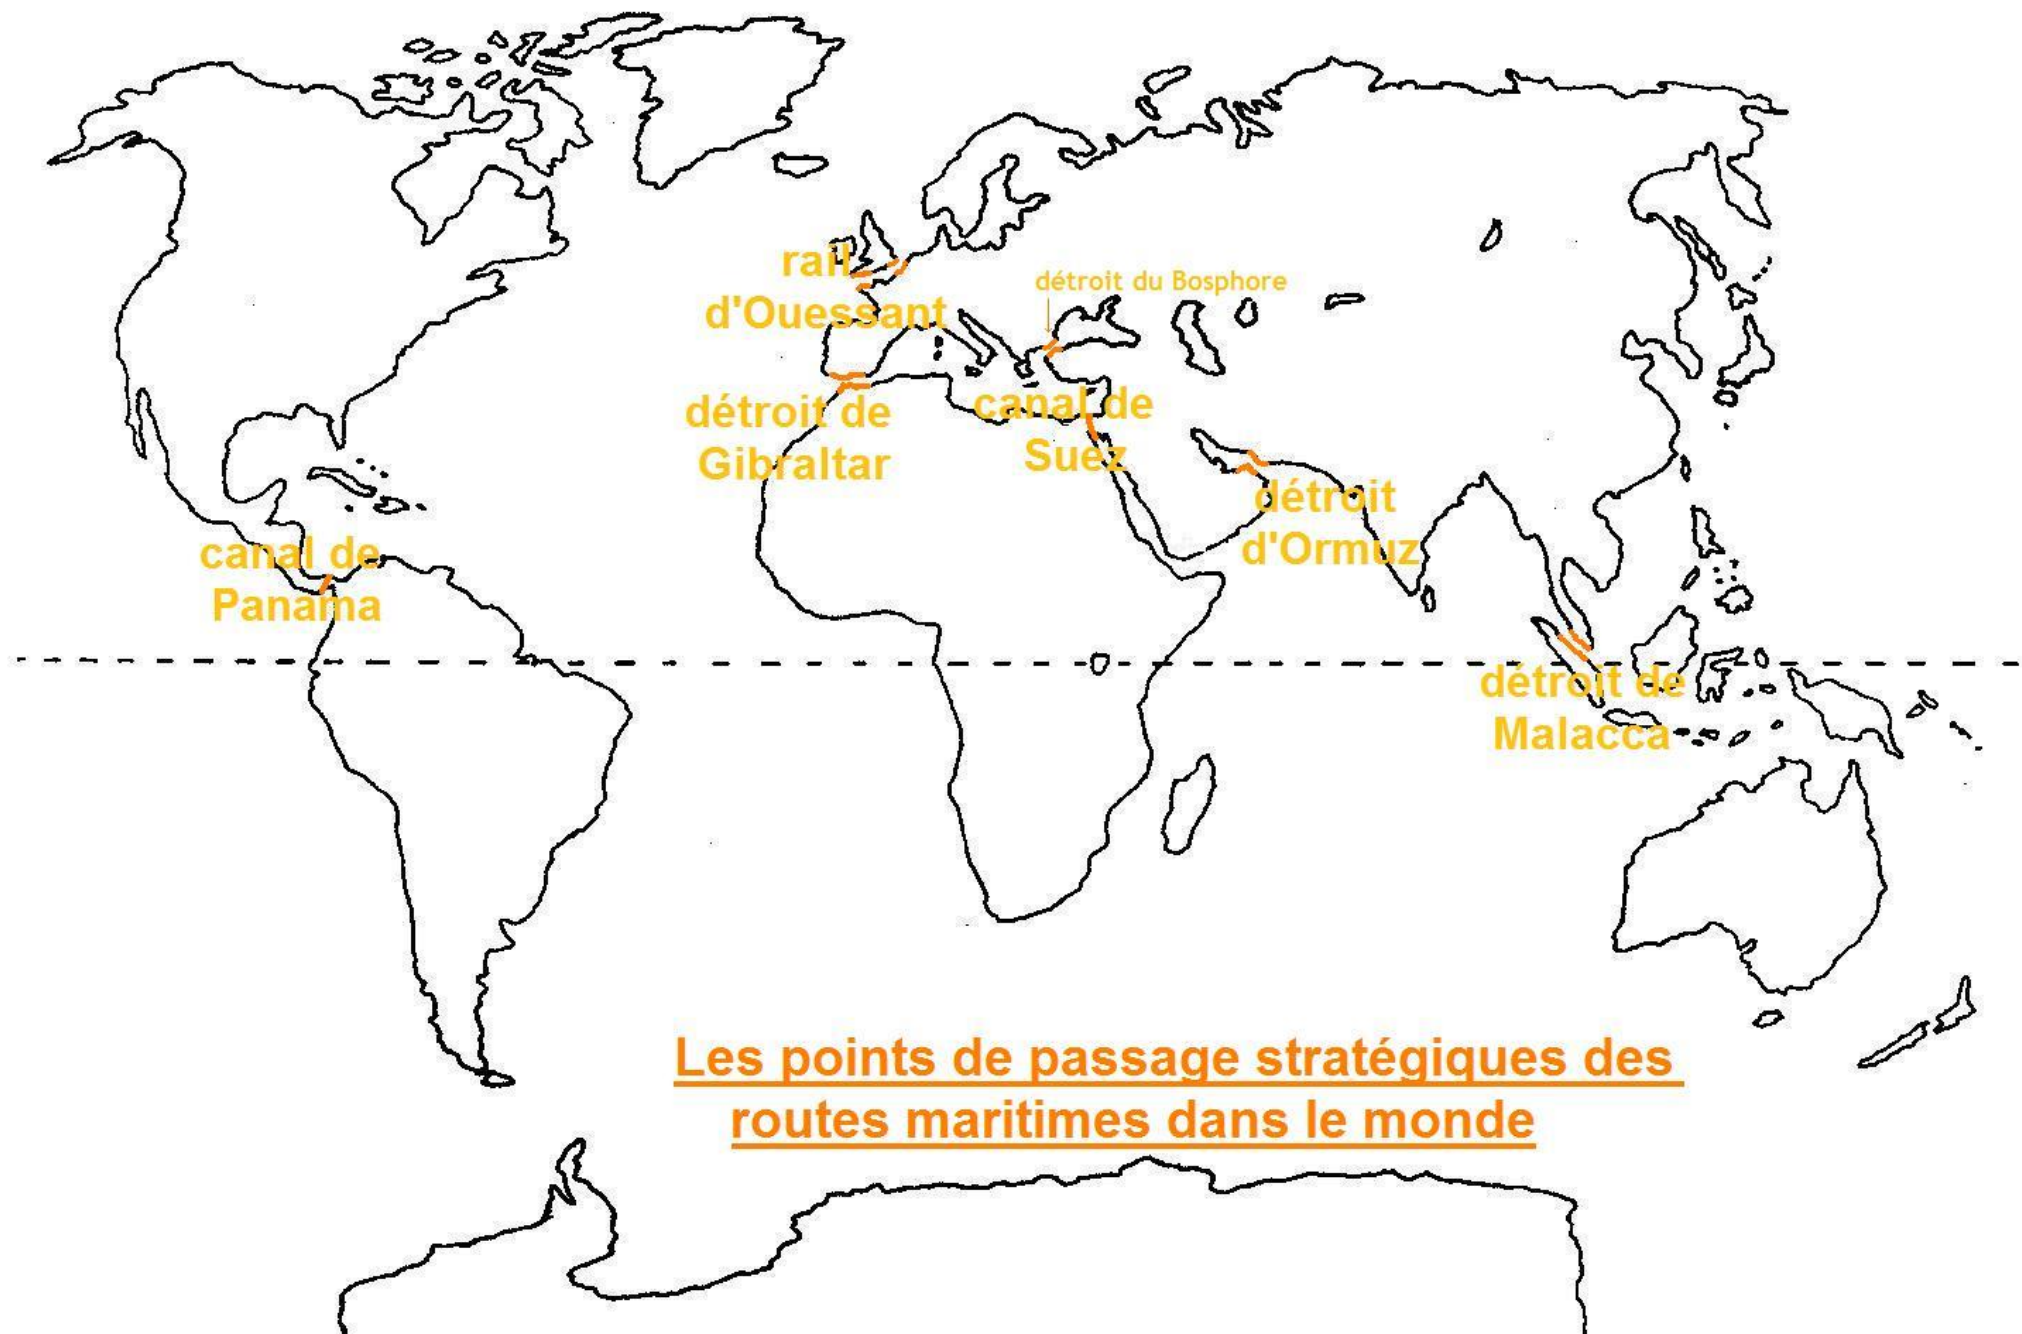 rail
d'Ouessant
détroit du Bosphore
détroit de
Gibraltar
canal de
Suez
détroit
d'Ormuz
canal de
Panama
détroit de
Malacca
Les points de passage stratégiques des
routes maritimes dans le monde